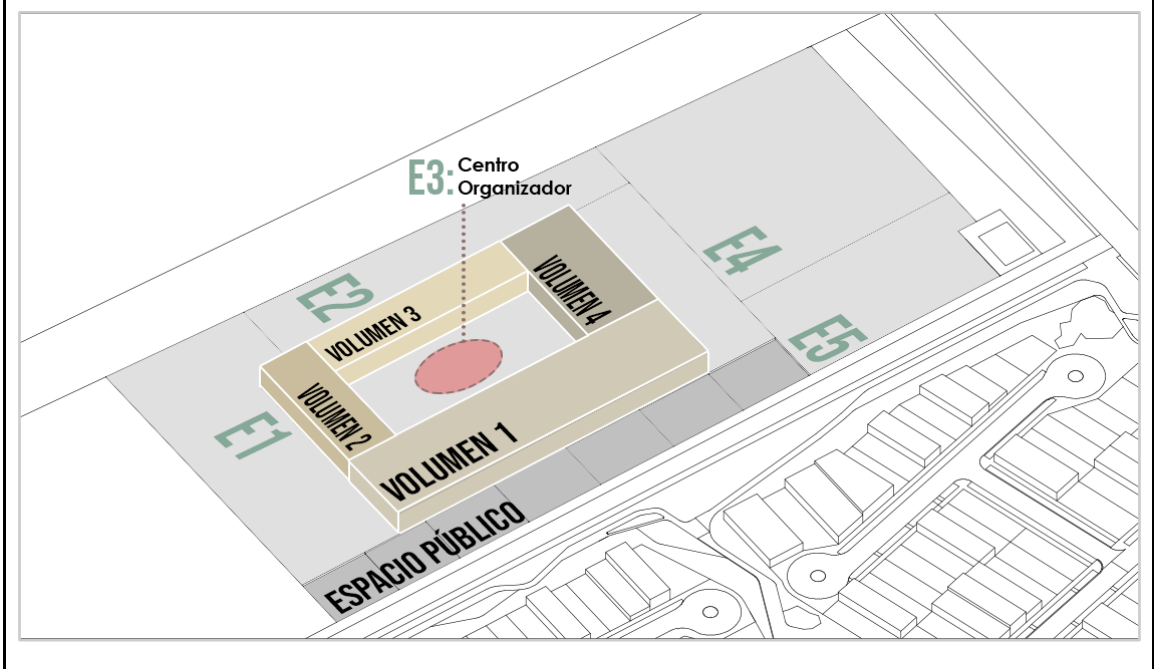 E3: Centro
Organizador
E4
E2
VOLUMEN 4
VOLUMEN 3
E5
E1
VOLUMEN 2
VOLUMEN 1
ESPACIO PÚBLICO